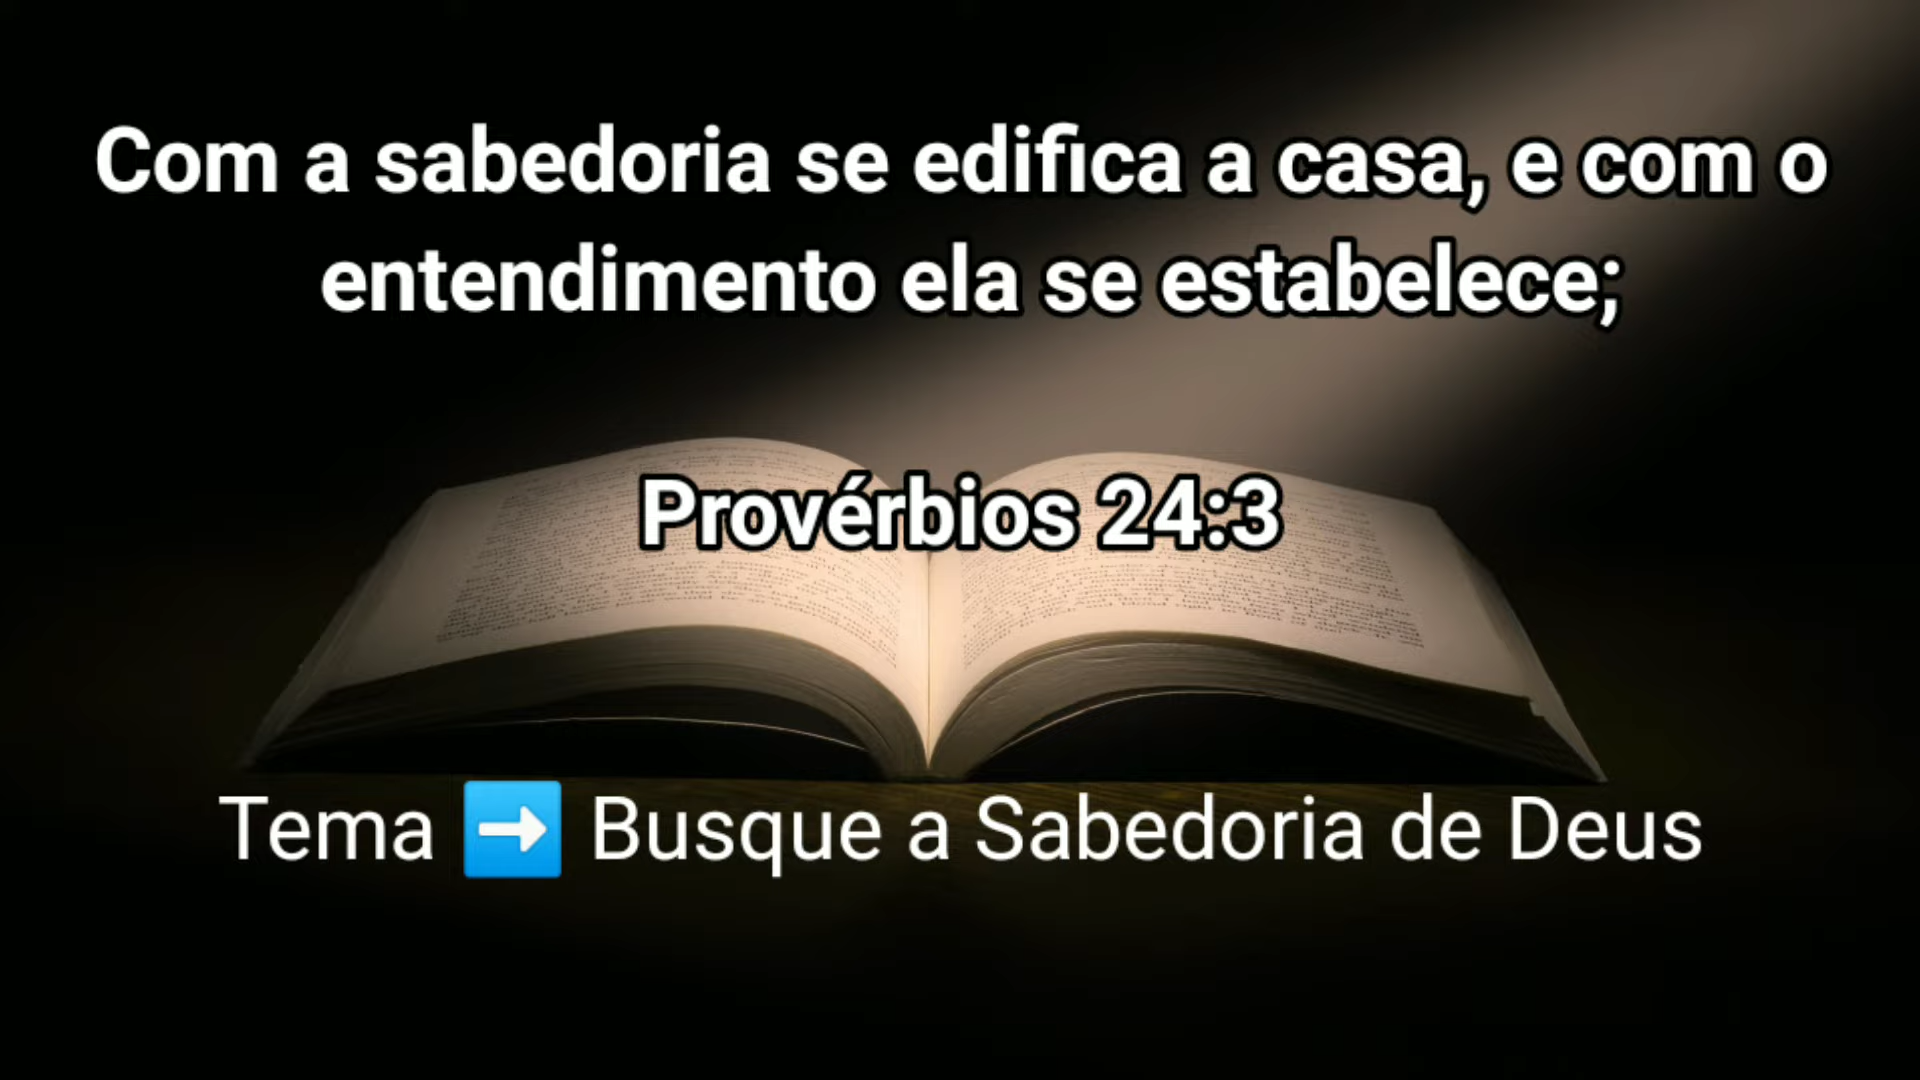 Com a sabedoria se edifica a casa, e com o
entendimento ela se estabelece;
Provérbios 24:3
Tema ➡️ Busque a Sabedoria de Deus